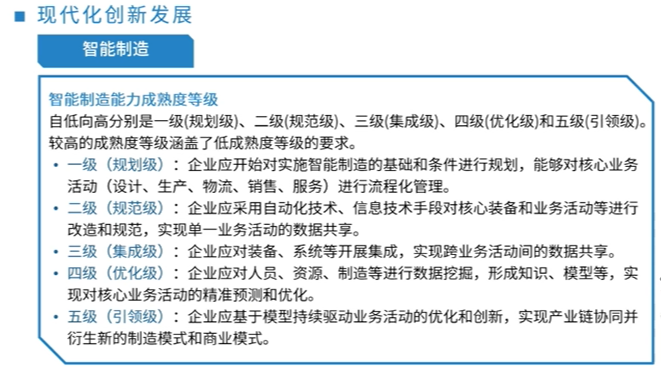 ■ 现代化创新发展
智能制造
智能制造能力成熟度等级
自低向高分别是一级(规划级)、二级(规范级)、三级(集成级)、四级(优化级)和五级(引领级)。
较高的成熟度等级涵盖了低成熟度等级的要求。
• 一级（规划级）：企业应开始对实施智能制造的基础和条件进行规划，能够对核心业务
活动（设计、生产、物流、销售、服务）进行流程化管理。
• 二级（规范级）：企业应采用自动化技术、信息技术手段对核心装备和业务活动等进行
改造和规范，实现单一业务活动的数据共享。
• 三级（集成级）：企业应对装备、系统等开展集成，实现跨业务活动间的数据共享。
• 四级（优化级）：企业应对人员、资源、制造等进行数据挖掘，形成知识、模型等，实
现对核心业务活动的精准预测和优化。
• 五级（引领级）：企业应基于模型持续驱动业务活动的优化和创新，实现产业链协同并
衍生新的制造模式和商业模式。